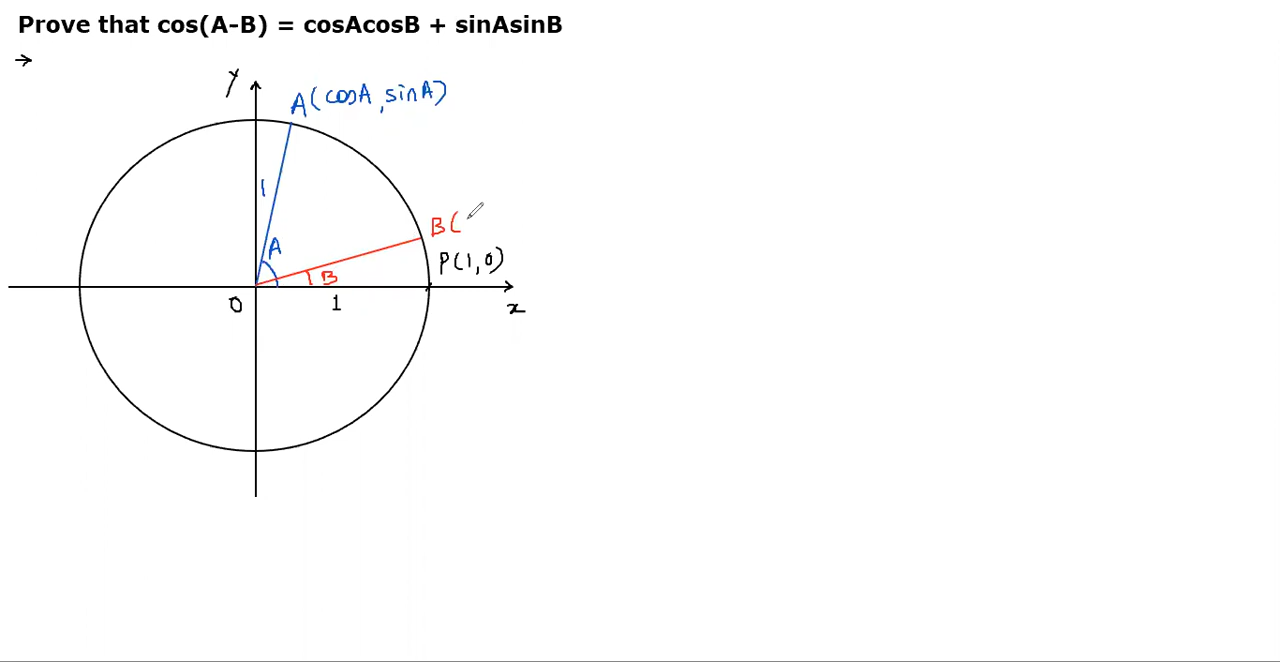 Prove that cos(A-B) = cosAcosB + sinAsinB
→
y
A(cosA, sinA)
1
B(
A
P(1,0)
B
0
1
x